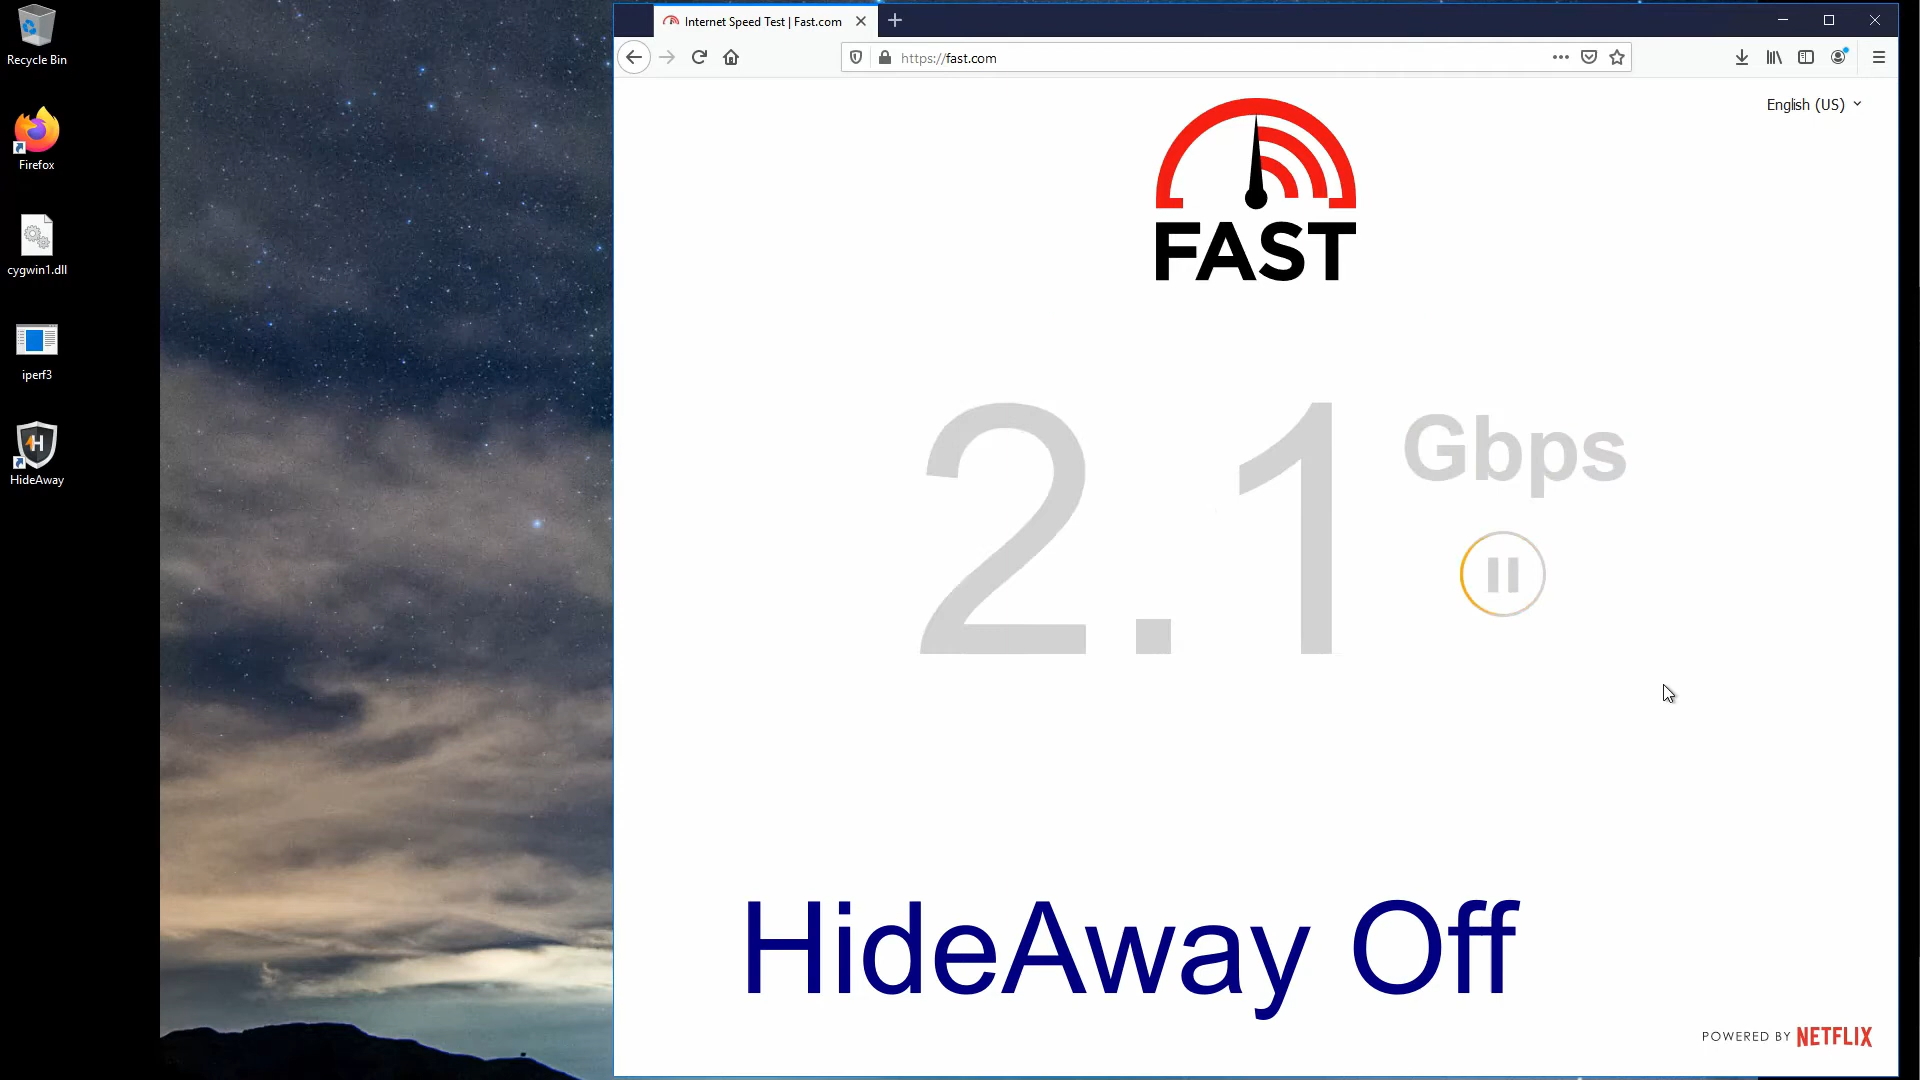 Recycle Bin
Firefox
cygwin1.dll
iperf3
HideAway
Internet Speed Test | Fast.com
https://fast.com
English (US)
FAST
2.1 Gbps
HideAway Off
POWERED BY NETFLIX